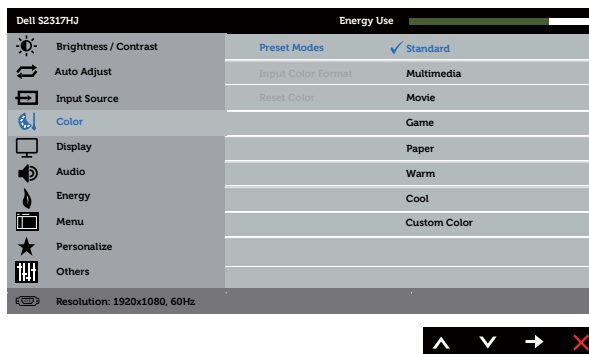 Dell S2317HJ Energy Use
Brightness / Contrast Preset Modes Standard
Auto Adjust Input Color Format Multimedia
Input Source Reset Color Movie
Color Game
Display Paper
Audio Warm
Energy Cool
Menu Custom Color
Personalize
Others
Resolution: 1920x1080, 60Hz